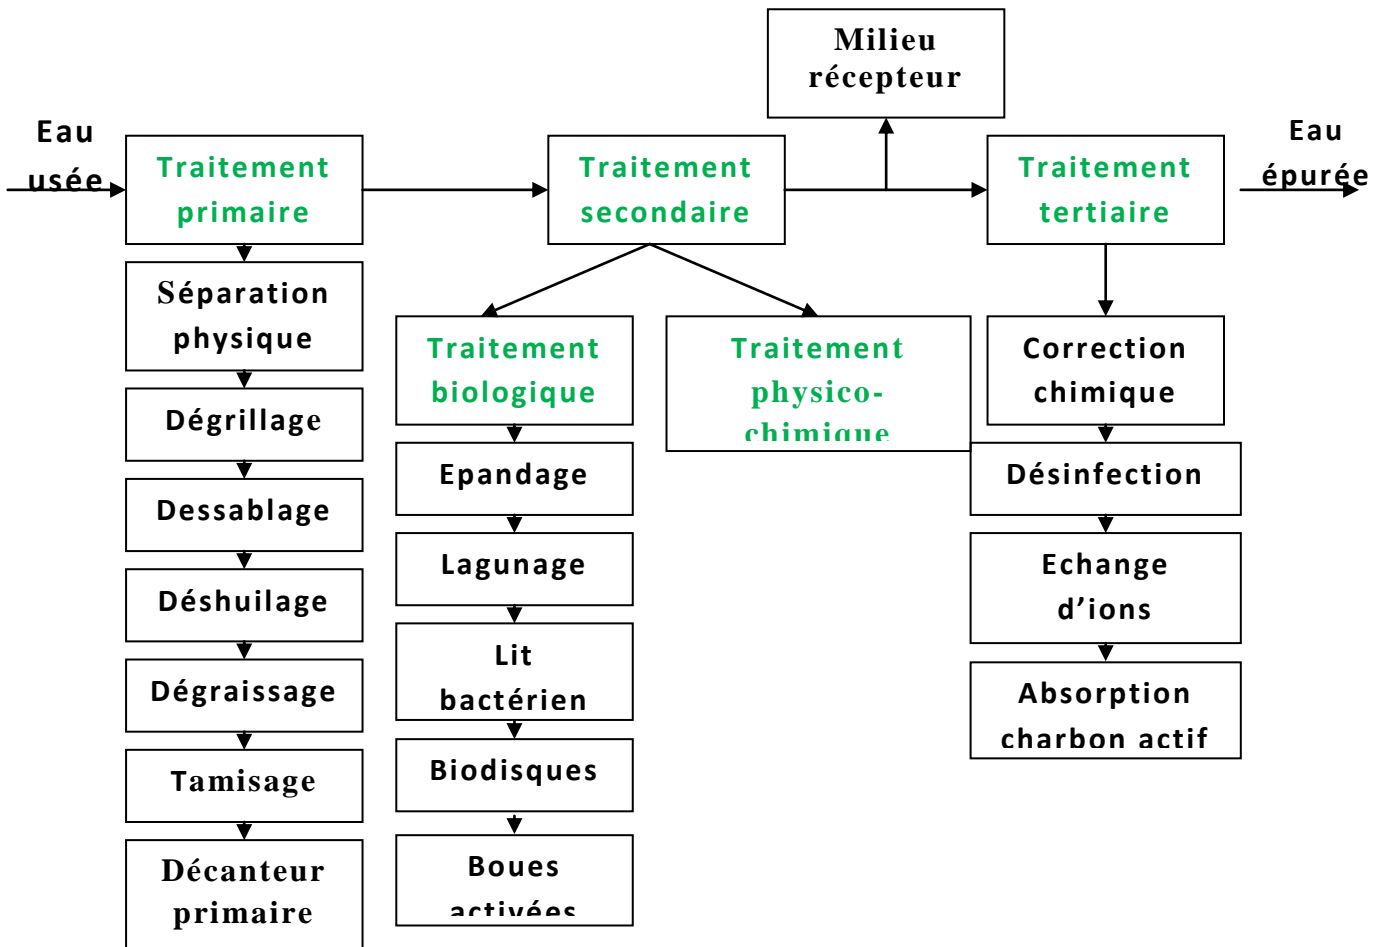 Milieu
récepteur
Eau
usée
Traitement
primaire
Traitement
secondaire
Traitement
tertiaire
Eau
épurée
Séparation
physique
Dégrillage
Dessablage
Déshuilage
Dégraissage
Tamisage
Décanteur
primaire
Traitement
biologique
Epandage
Lagunage
Lit
bactérien
Biodisques
Boues
activées
Traitement
physico-
chimique
Correction
chimique
Désinfection
Echange
d’ions
Absorption
charbon actif